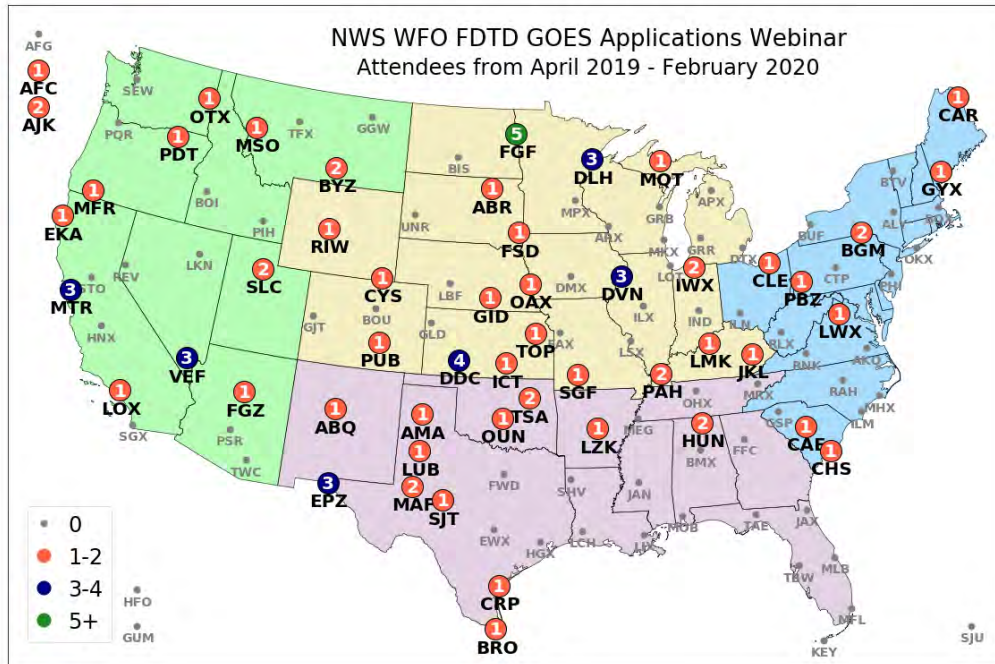 NWS WFO FDTD GOES Applications Webinar
Attendees from April 2019 - February 2020
AFG
1
AFC
2
AJK
SEW
1
OTX
PQR
1
PDT
1
MSO
TFX
GGW
2
BYZ
1
MFR
1
EKA
BOI
PIH
1
RIW
LKN
REV
STO
3
MTR
HNX
2
SLC
3
VEF
1
LOX
SGX
1
FGZ
PSR
TWC
BIS
5
FGF
3
DLH
1
MQT
1
ABR
UNR
MPX
GRB
APX
ARX
1
FSD
MKX
GRR
DTX
LOT
1
CYS
LBF
1
OAX
DMX
3
DVN
2
IWX
1
GID
GJT
BOU
GLD
1
PUB
4
DDC
1
TOP
EAX
1
ICT
ILX
IND
LSX
1
SGF
1
PAH
1
LMK
1
JKL
1
CAR
1
GYX
BTV
ALY
BOX
BUF
2
BGM
OKX
1
CLE
CTP
PHI
1
PBZ
ILN
1
LWX
RLX
RNK
AKQ
RAH
MHX
ILM
GSP
1
CAE
1
CHS
1
ABQ
3
EPZ
1
AMA
1
LUB
2
MAF
1
SJT
1
OUN
2
TSA
1
LZK
MEG
OHX
MRX
2
HUN
BMX
FFC
FWD
SHV
JAN
EWX
HGX
LCH
LIX
MOB
TAE
JAX
TBW
MLB
MFL
KEY
SJU
1
CRP
1
BRO
HFO
GUM
0
1-2
3-4
5+